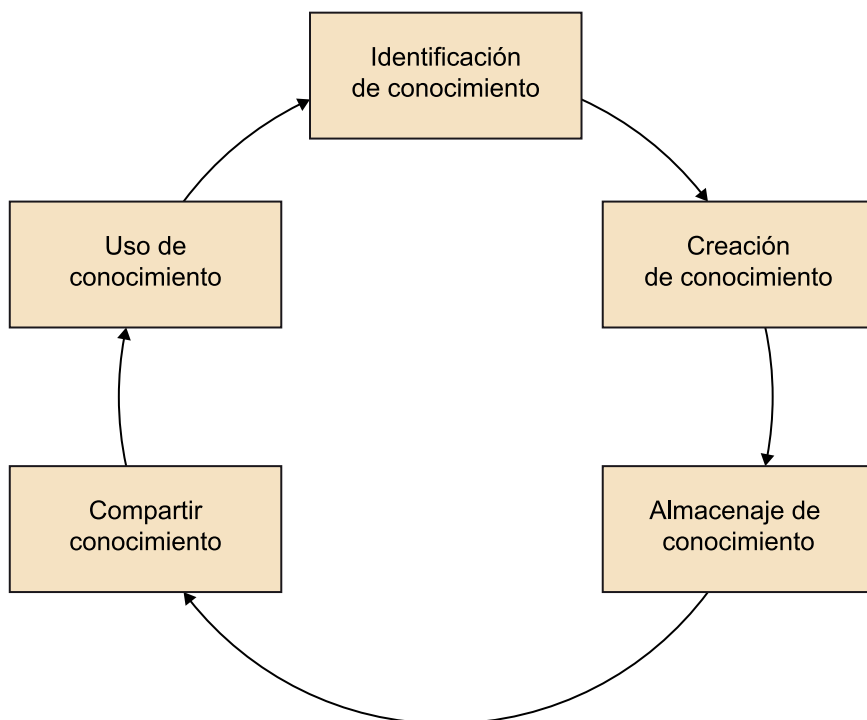 Identificación
de conocimiento
Uso de
conocimiento
Creación
de conocimiento
Compartir
conocimiento
Almacenaje de
conocimiento